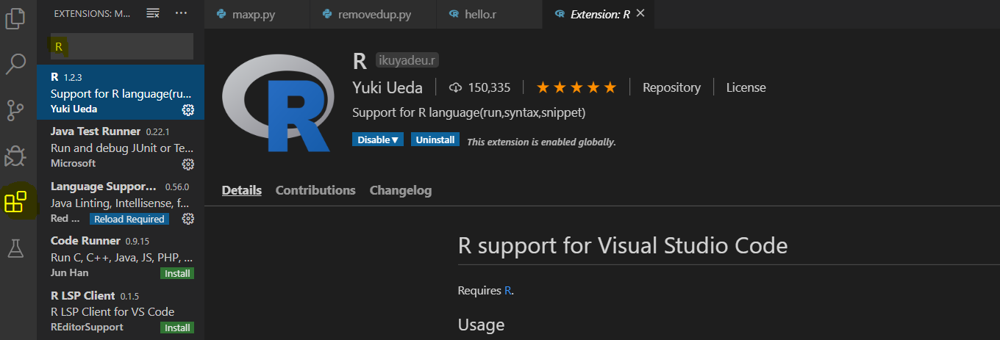 EXTENSIONS: M...
R
R 1.2.3
Support for R language(ru...
Yuki Ueda
Java Test Runner 0.22.1
Run and debug JUnit or Te...
Microsoft
Language Suppor... 0.56.0
Java Linting, Intellisense, f...
Red ... Reload Required
Code Runner 0.9.15
Run C, C++, Java, JS, PHP, ...
Jun Han Install
R LSP Client 0.1.5
R LSP Client for VS Code
REditorSupport Install
maxp.py removedup.py hello.r Extension: R
R ikuyadeu.r
Yuki Ueda 150,335 Repository License
Support for R language(run,syntax,snippet)
Disable Uninstall This extension is enabled globally.
Details Contributions Changelog
R support for Visual Studio Code
Requires R.
Usage